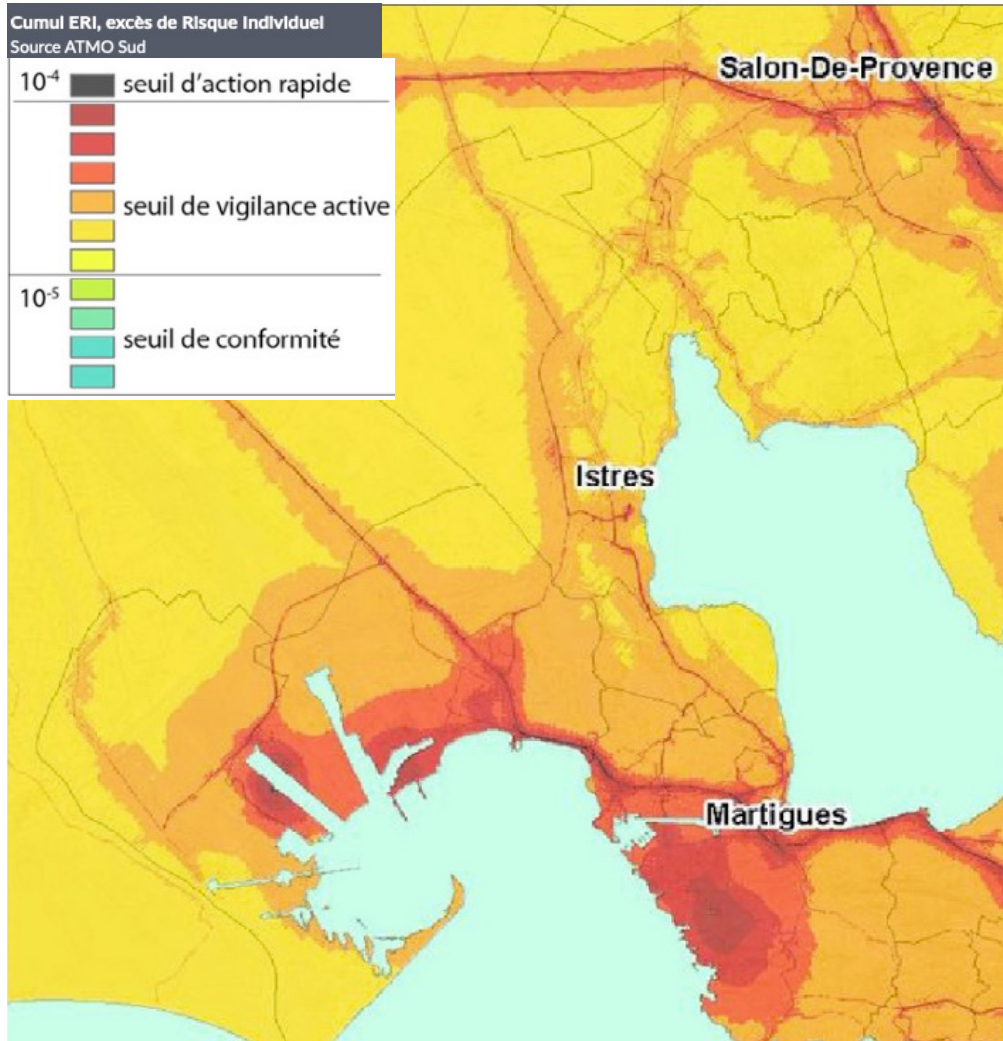 Cumul ERI, excès de Risque Individuel
Source ATMO Sud
10-4 seuil d'action rapide
seuil de vigilance active
10-5
seuil de conformité
Salon-De-Provence
Istres
Martigues